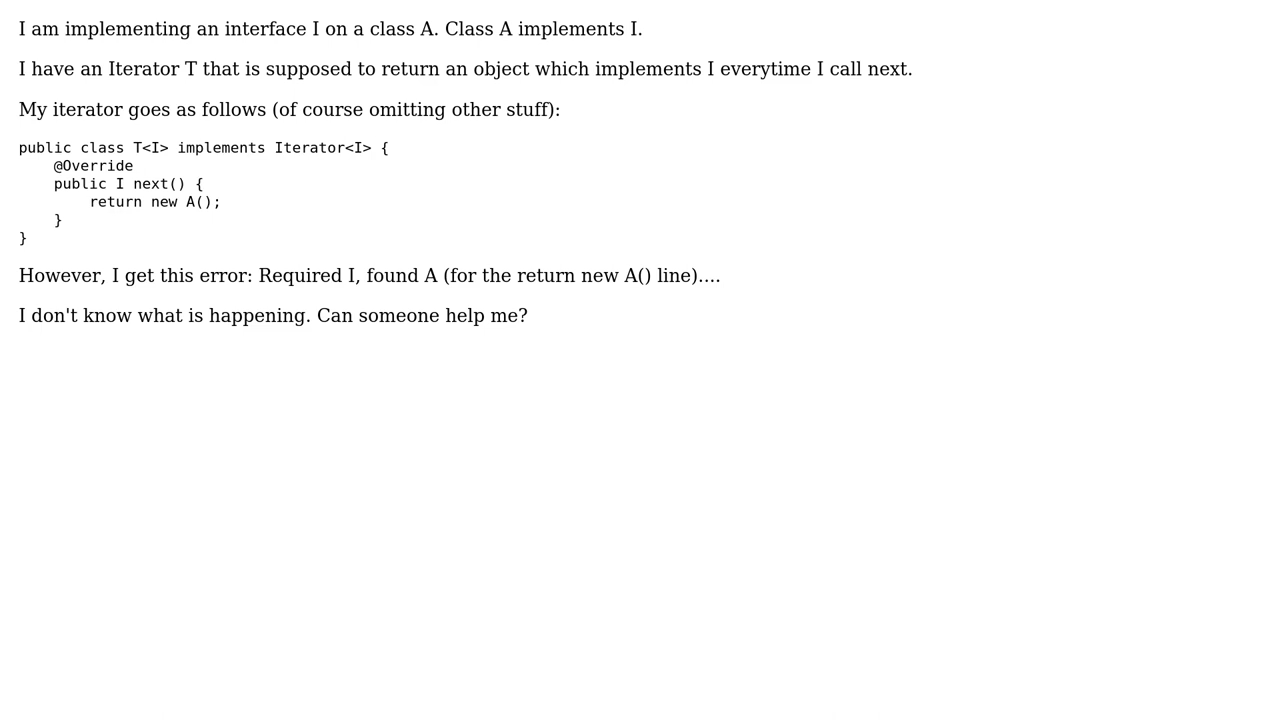 I am implementing an interface I on a class A. Class A implements I.
I have an Iterator T that is supposed to return an object which implements I everytime I call next.
My iterator goes as follows (of course omitting other stuff):
public class T<I> implements Iterator<I> {
    @Override
    public I next() {
        return new A();
    }
}
However, I get this error: Required I, found A (for the return new A() line)....
I don't know what is happening. Can someone help me?